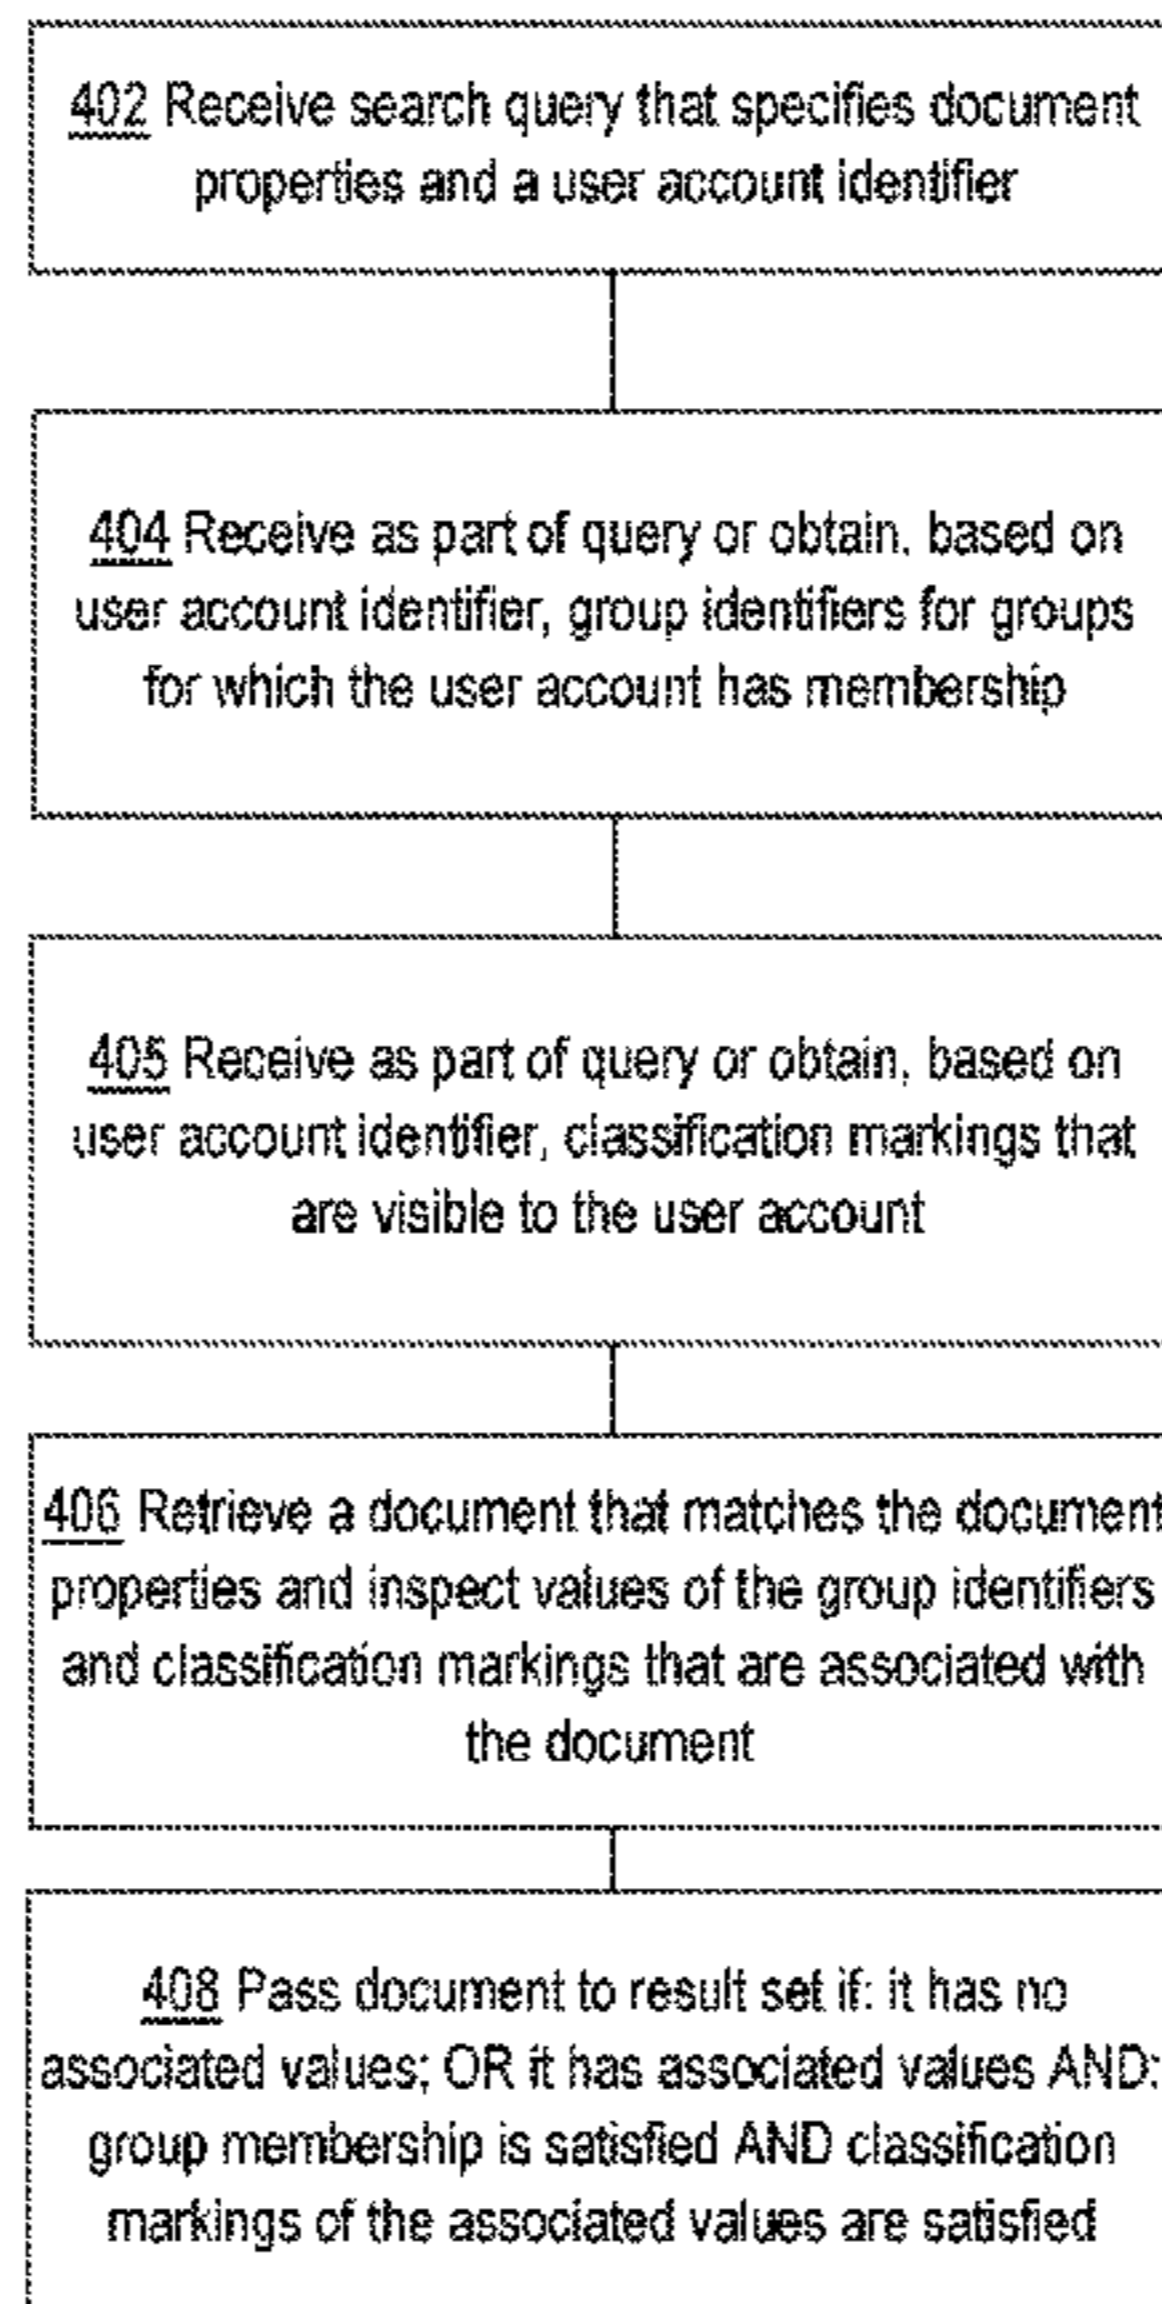 402 Receive search query that specifies document
properties and a user account identifier
404 Receive as part of query or obtain, based on
user account identifier, group identifiers for groups
for which the user account has membership
405 Receive as part of query or obtain, based on
user account identifier, classification markings that
are visible to the user account
406 Retrieve a document that matches the document
properties and inspect values of the group identifiers
and classification markings that are associated with
the document
408 Pass document to result set if: it has no
associated values; OR it has associated values AND:
group membership is satisfied AND classification
markings of the associated values are satisfied